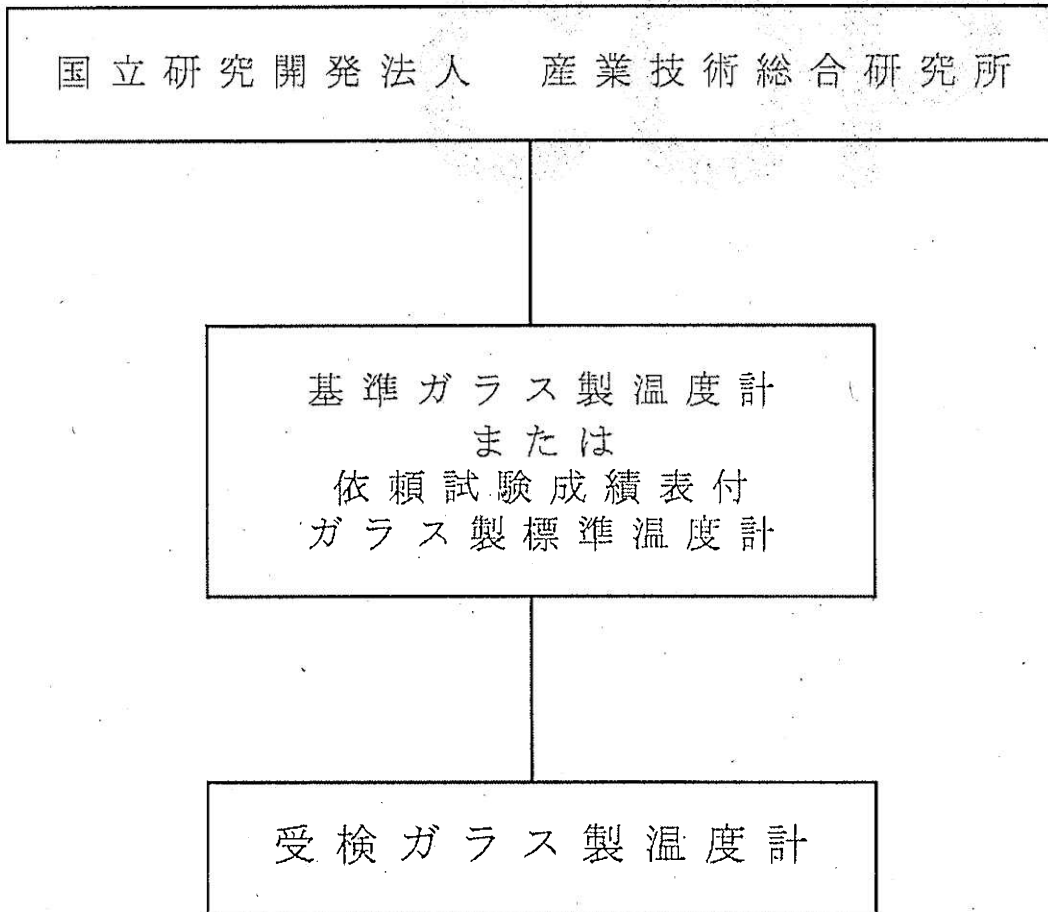 国立研究開発法人　産業技術総合研究所
基準ガラス製温度計
または
依頼試験成績表付
ガラス製標準温度計
受検ガラス製温度計